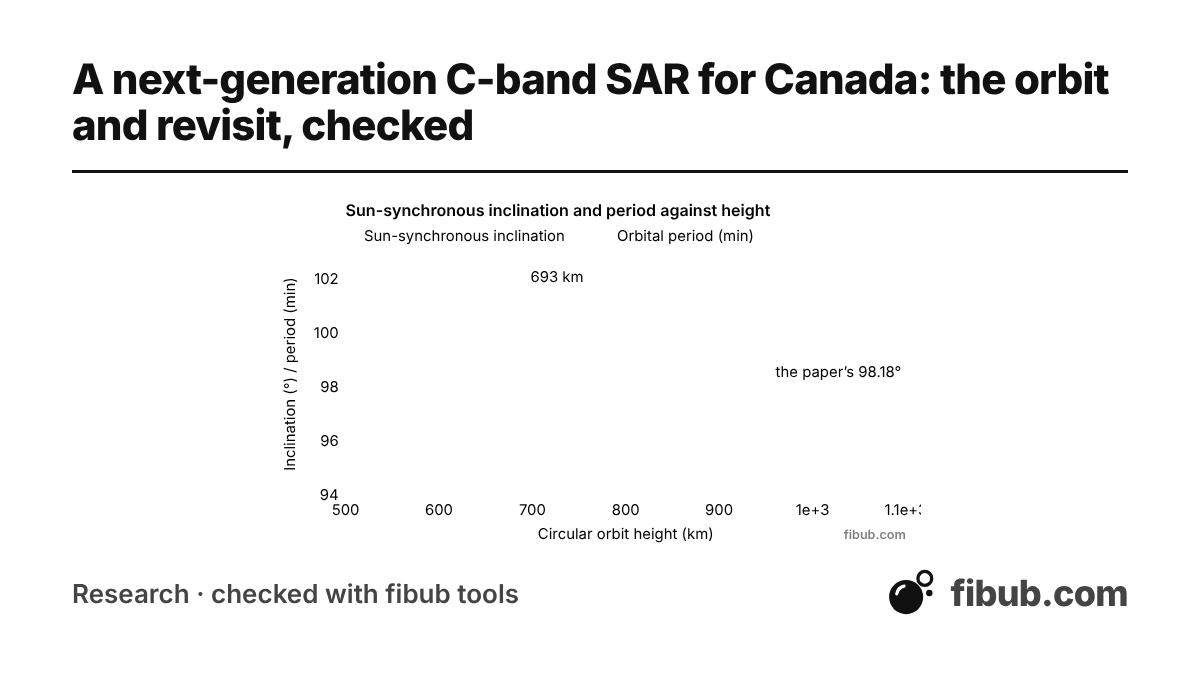 A next-generation C-band SAR for Canada: the orbit
and revisit, checked
Sun-synchronous inclination and period against height
Sun-synchronous inclination
Orbital period (min)
693 km
the paper’s 98.18°
Inclination (°) / period (min)
102
100
98
96
94
500
600
700
800
900
1e+3
1.1e+
Circular orbit height (km)
fibub.com
Research · checked with fibub tools
fibub.com